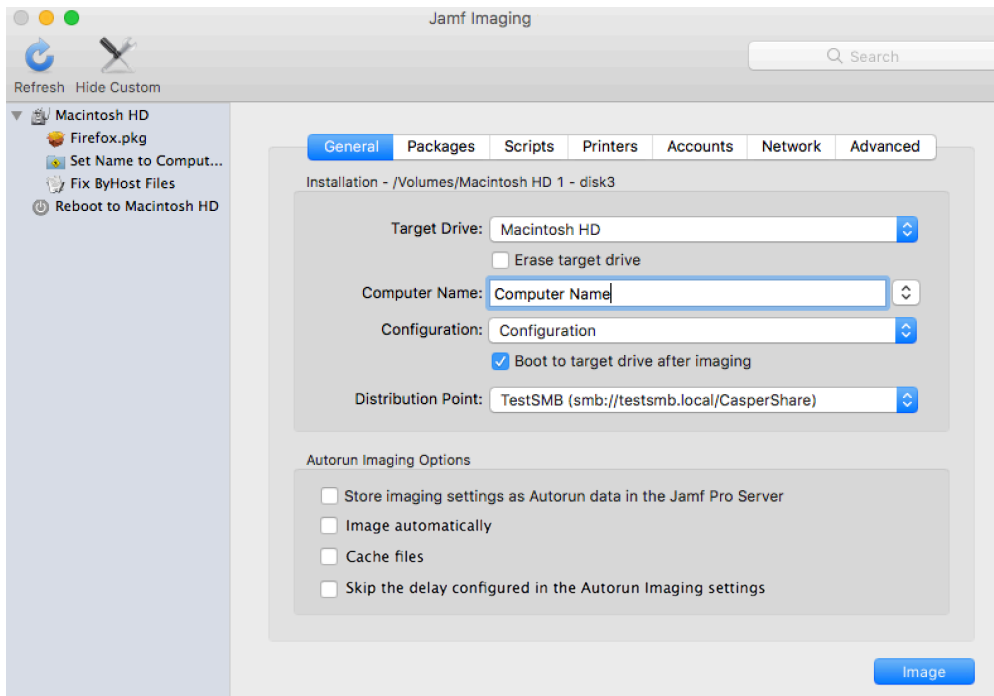 Jamf Imaging
Search
Refresh Hide Custom
Macintosh HD
Firefox.pkg
Set Name to Comput...
Fix ByHost Files
Reboot to Macintosh HD
General Packages Scripts Printers Accounts Network Advanced
Installation - /Volumes/Macintosh HD 1 - disk3
Target Drive: Macintosh HD
Erase target drive
Computer Name: Computer Name
Configuration: Configuration
Boot to target drive after imaging
Distribution Point: TestSMB (smb://testsmb.local/CasperShare)
Autorun Imaging Options
Store imaging settings as Autorun data in the Jamf Pro Server
Image automatically
Cache files
Skip the delay configured in the Autorun Imaging settings
Image